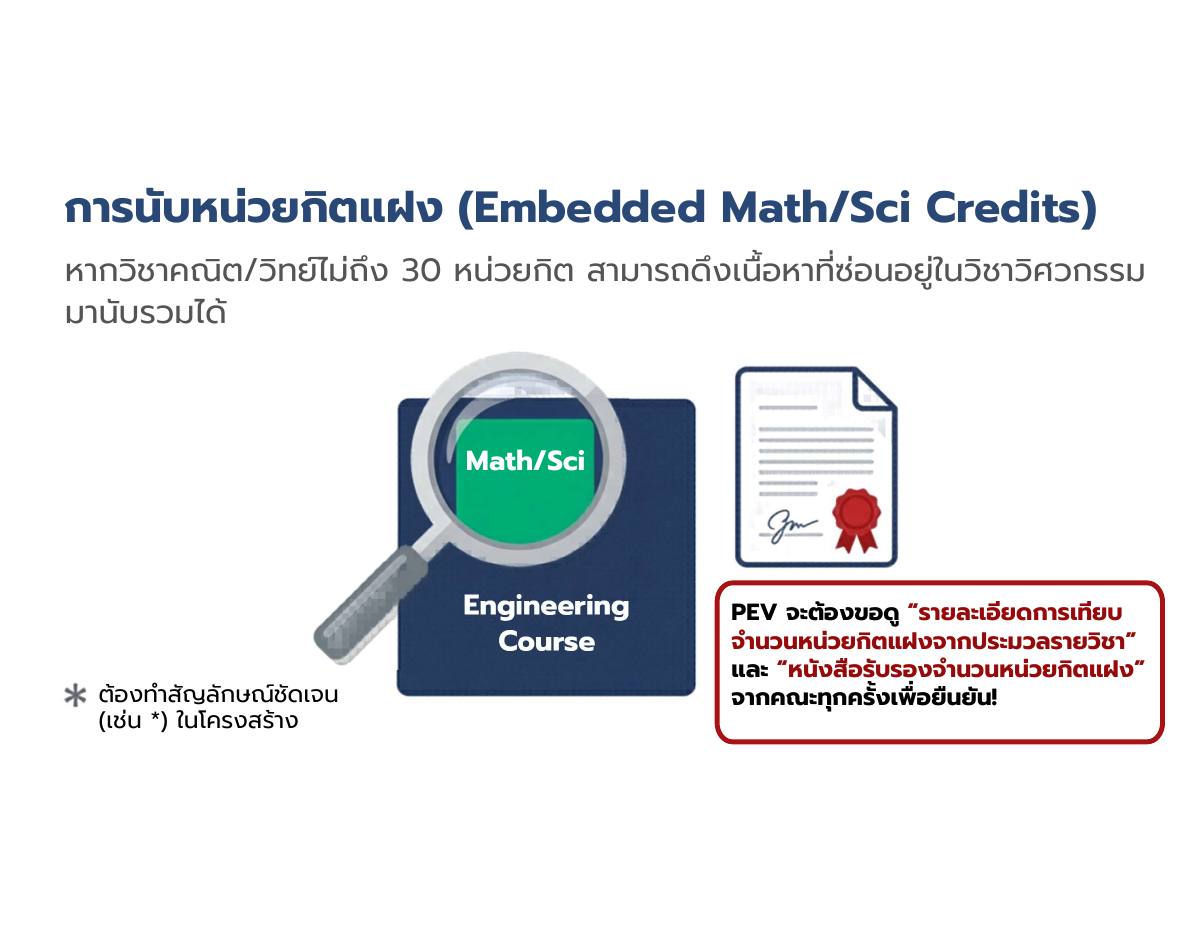 การนับหน่วยกิตแฝง (Embedded Math/Sci Credits)
หากวิชาคณิต/วิทย์ไม่ถึง 30 หน่วยกิต สามารถดึงเนื้อหาที่ซ่อนอยู่ในวิชาวิศวกรรม
มานับรวมได้
Math/Sci
Engineering
Course
PEV จะต้องขอดู “รายละเอียดการเทียบ
จำนวนหน่วยกิตแฝงจากประมวลรายวิชา”
และ “หนังสือรับรองจำนวนหน่วยกิตแฝง”
จากคณะทุกครั้งเพื่อยืนยัน!
* ต้องทำสัญลักษณ์ชัดเจน
(เช่น *) ในโครงสร้าง